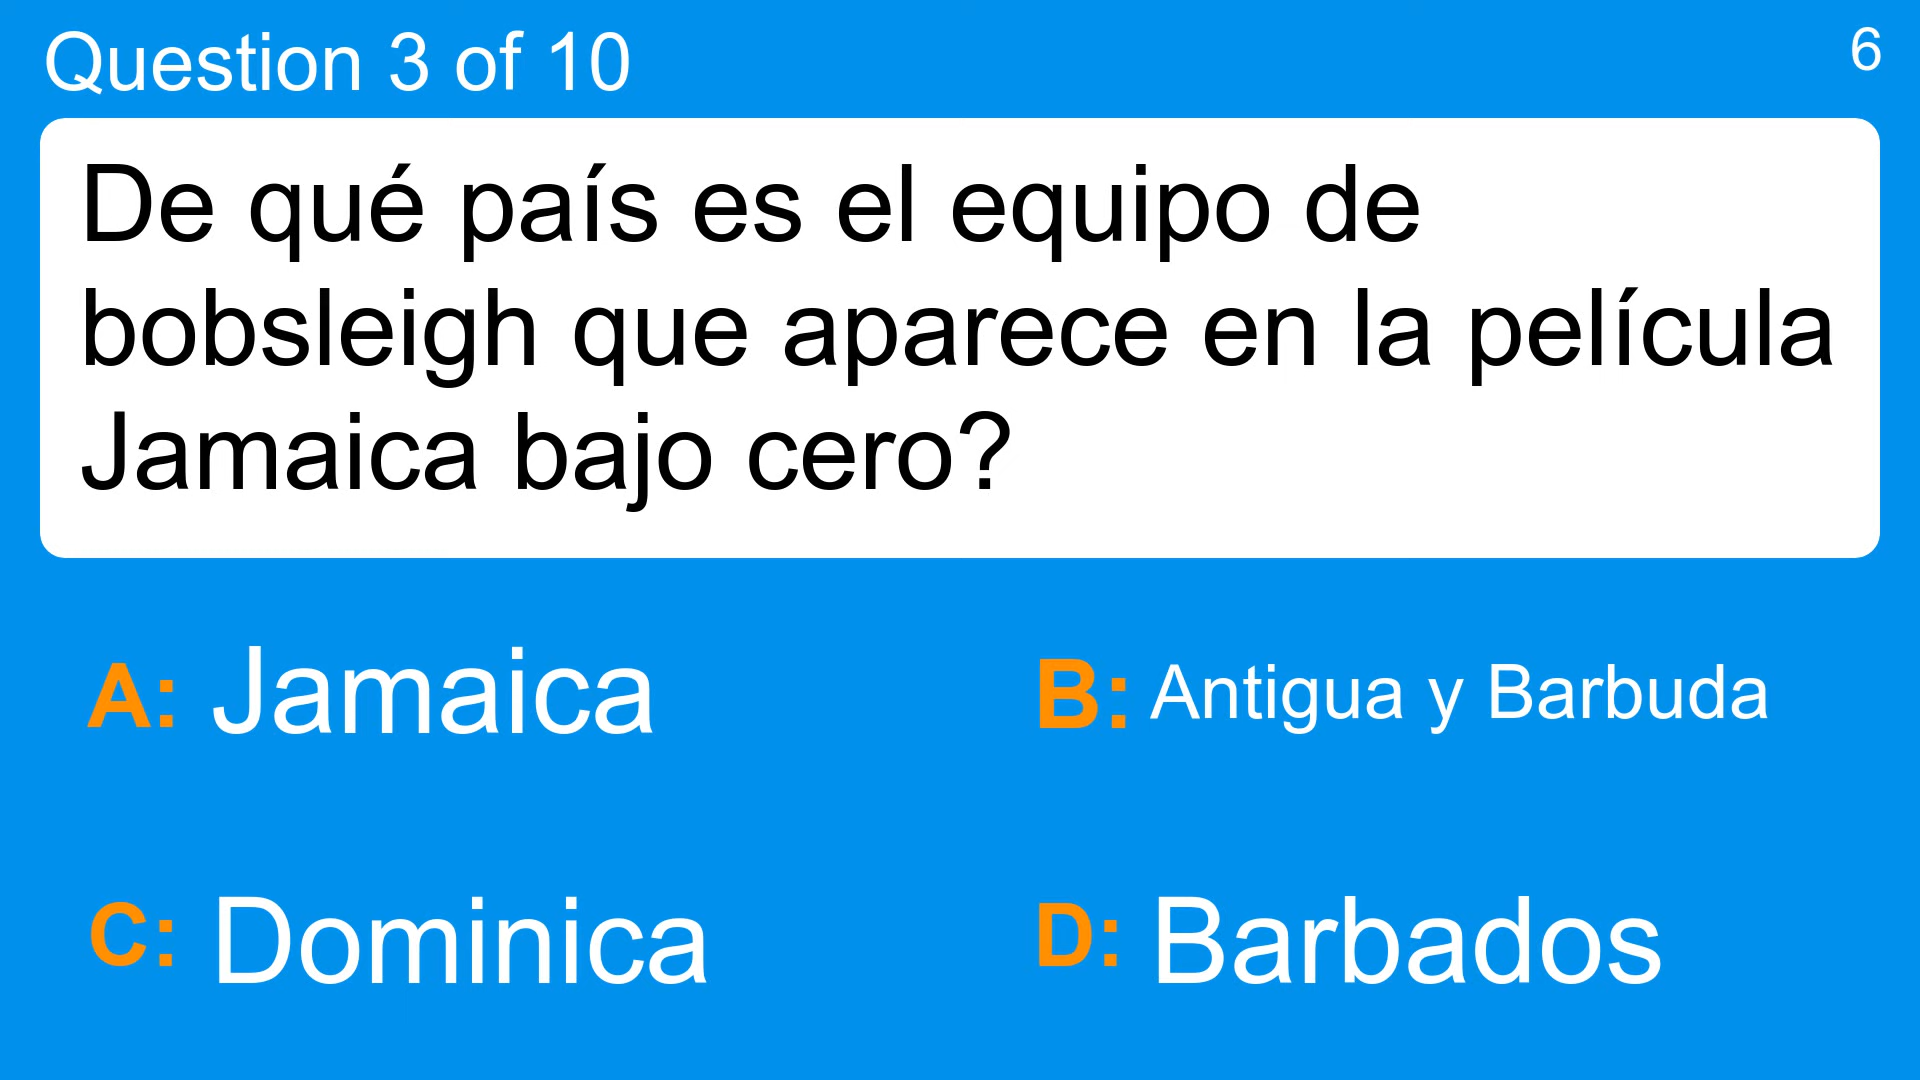 Question 3 of 10
6
De qué país es el equipo de
bobsleigh que aparece en la película
Jamaica bajo cero?
A: Jamaica
B: Antigua y Barbuda
C: Dominica
D: Barbados